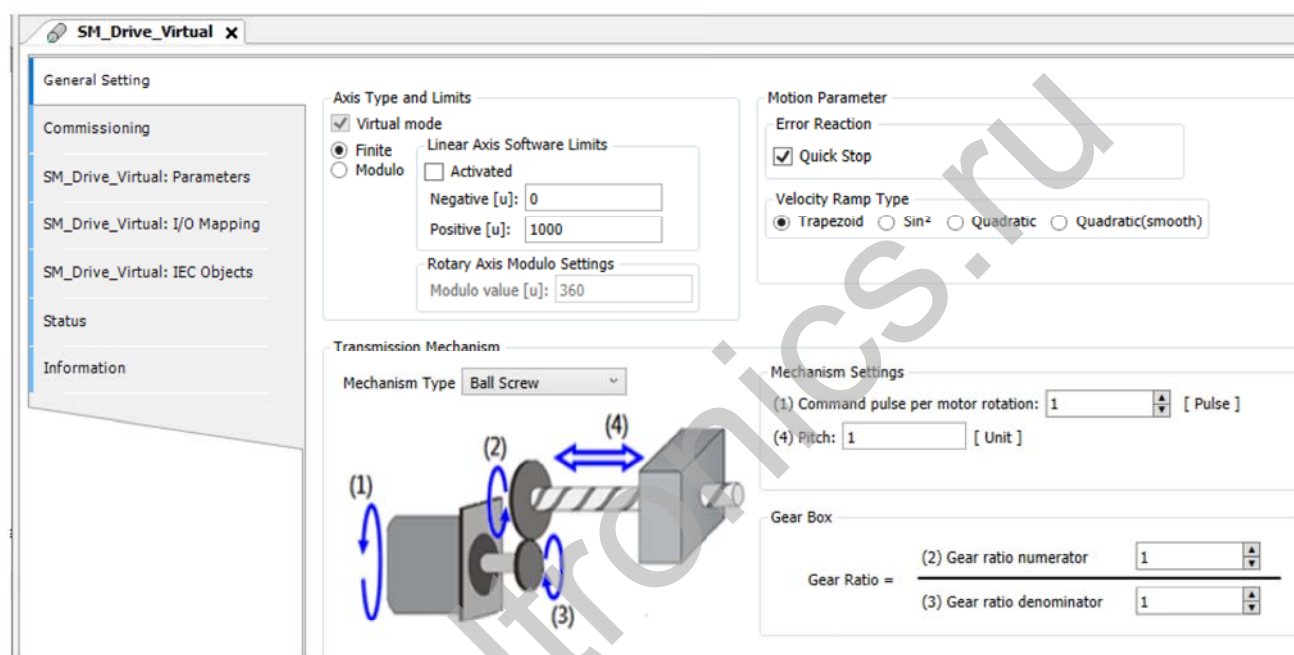 SM_Drive_Virtual X
General Setting
Commissioning
SM_Drive_Virtual: Parameters
SM_Drive_Virtual: I/O Mapping
SM_Drive_Virtual: IEC Objects
Status
Information
Axis Type and Limits
Virtual mode
Finite
Modulo
Linear Axis Software Limits
Activated
Negative [u]: 0
Positive [u]: 1000
Rotary Axis Modulo Settings
Modulo value [u]: 360
Motion Parameter
Error Reaction
Quick Stop
Velocity Ramp Type
Trapezoid Sin² Quadratic Quadratic(smooth)
Transmission Mechanism
Mechanism Type Ball Screw
(1)
(2)
(4)
(3)
Mechanism Settings
(1) Command pulse per motor rotation: 1 [ Pulse ]
(4) Pitch: 1 [ Unit ]
Gear Box
Gear Ratio =
(2) Gear ratio numerator 1
(3) Gear ratio denominator 1
ltronics.ru